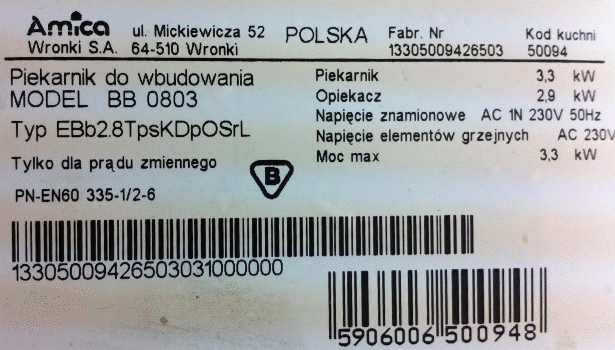 Amica
Wronki S.A.
ul. Mickiewicza 52
64-510 Wronki
POLSKA
Fabr. Nr
13305009426503
Kod kuchni
50094
Piekarnik do wbudowania
MODEL BB 0803
Typ EBb2.8TpsKDpOSrL
Tylko dla prądu zmiennego
PN-EN60 335-1/2-6
B
Piekarnik 3,3 kW
Opiekacz 2,9 kW
Napięcie znamionowe AC 1N 230V 50Hz
Napięcie elementów grzejnych AC 230V
Moc max 3,3 kW
13305009426503031000000
5906006 500948